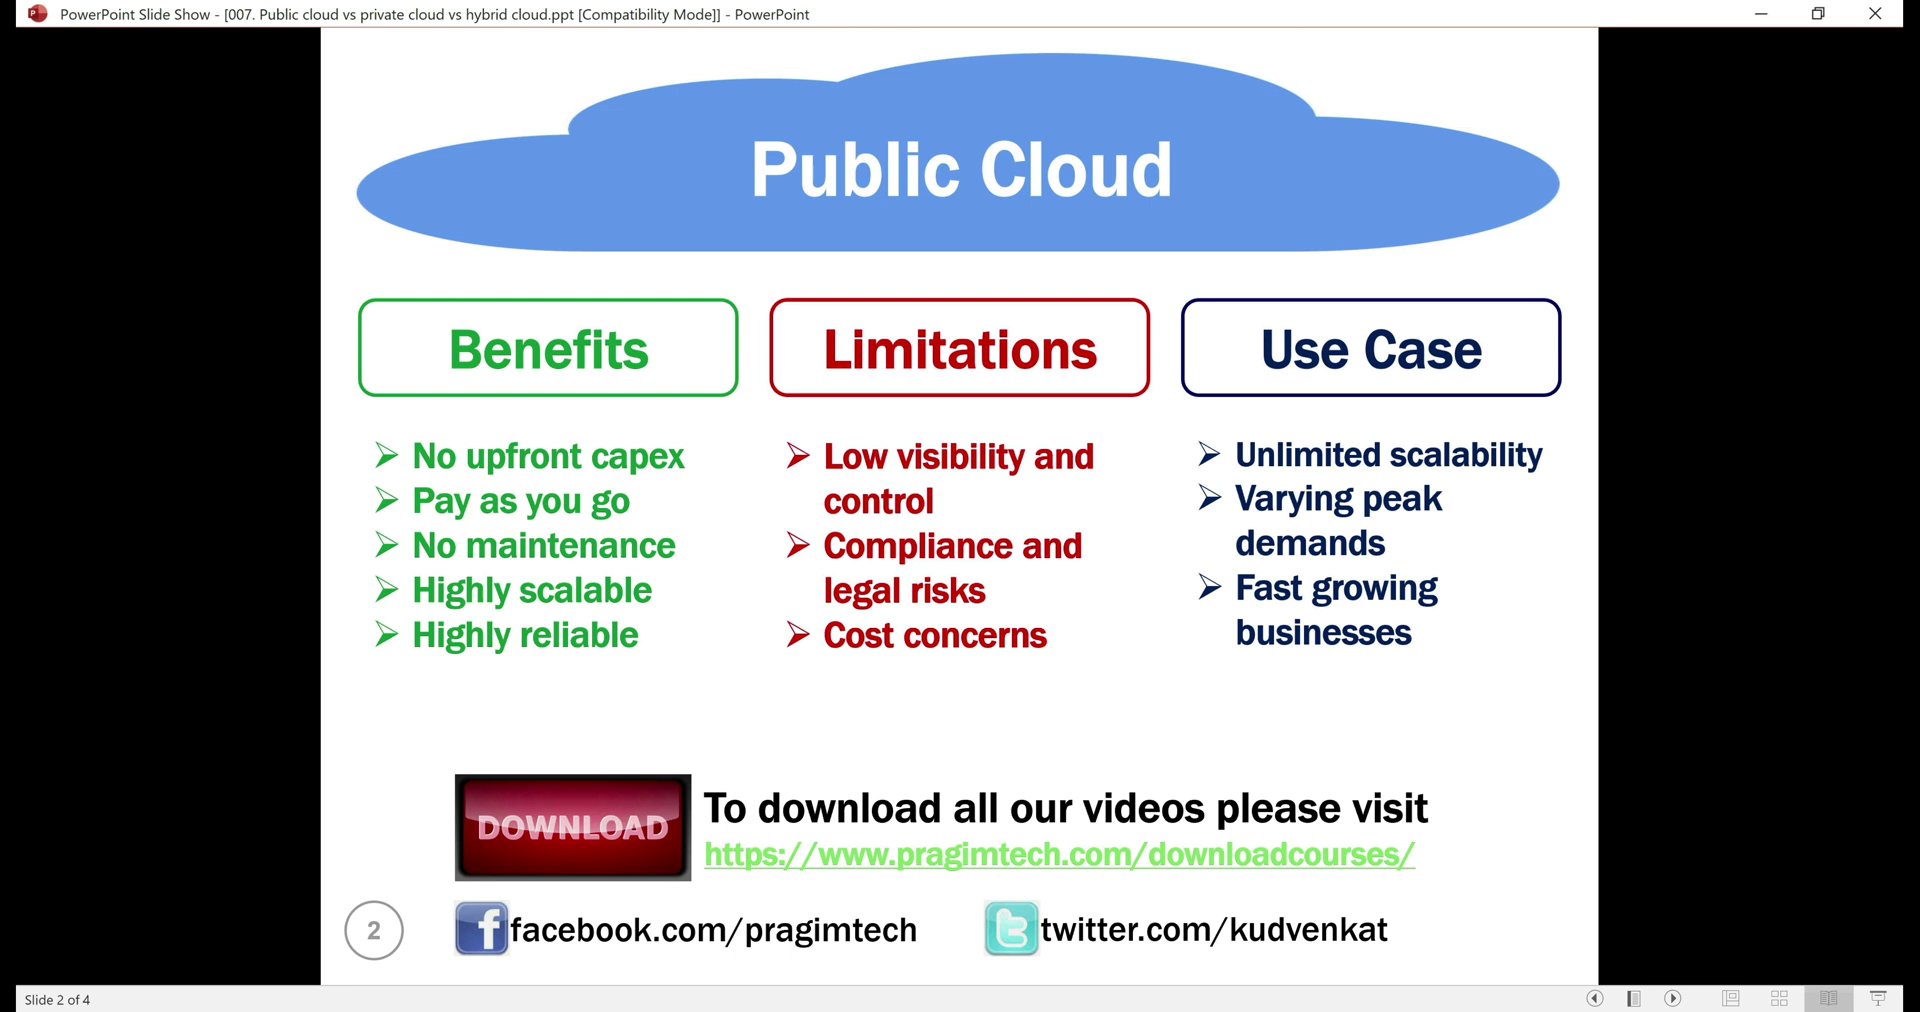 PowerPoint Slide Show - [007. Public cloud vs private cloud vs hybrid cloud.ppt [Compatibility Mode]] - PowerPoint
Public Cloud
Benefits
No upfront capex
Pay as you go
No maintenance
Highly scalable
Highly reliable
Limitations
Low visibility and
control
Compliance and
legal risks
Cost concerns
Use Case
Unlimited scalability
Varying peak
demands
Fast growing
businesses
DOWNLOAD
To download all our videos please visit
https://www.pragimtech.com/downloadcourses/
2
facebook.com/pragimtech
twitter.com/kudvenkat
Slide 2 of 4